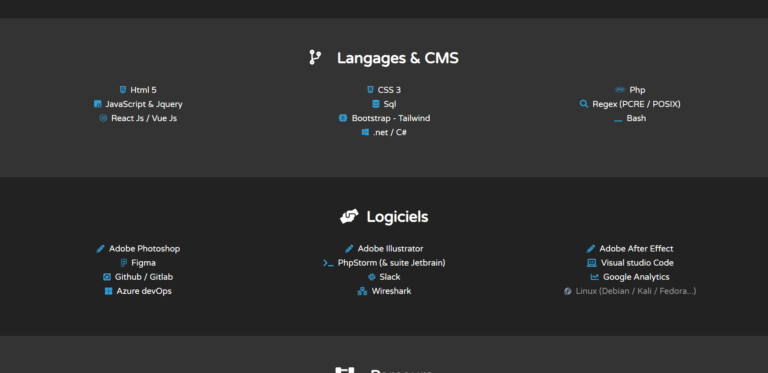 Langages & CMS
Html 5
CSS 3
Php
JavaScript & Jquery
Sql
Regex (PCRE / POSIX)
React Js / Vue Js
Bootstrap - Tailwind
Bash
.net / C#
Logiciels
Adobe Photoshop
Adobe Illustrator
Adobe After Effect
Figma
PhpStorm (& suite Jetbrain)
Visual studio Code
Github / Gitlab
Slack
Google Analytics
Azure devOps
Wireshark
Linux (Debian / Kali / Fedora...)